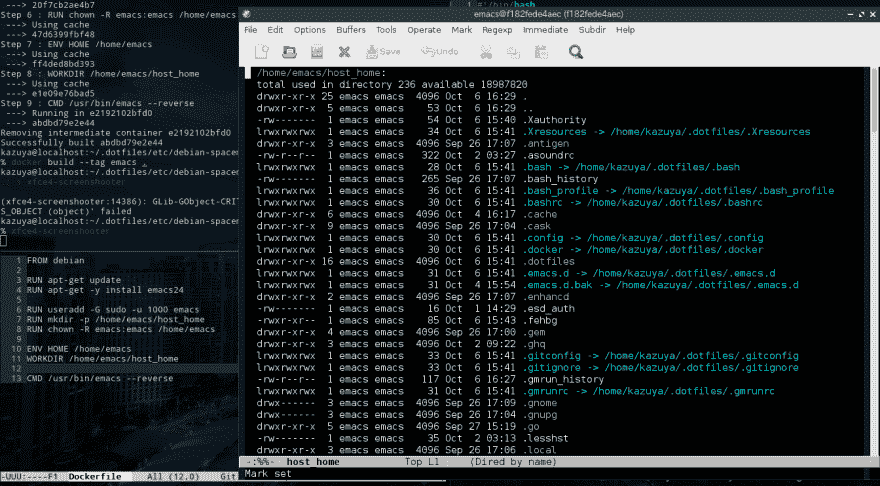 ---> 20f7cb2ae4b7
Step 6 : RUN chown -R emacs:emacs /home/emacs
---> Using cache
---> 47d6399fbf48
Step 7 : ENV HOME /home/emacs
---> Using cache
---> ff4ded8bd393
Step 8 : WORKDIR /home/emacs/host_home
---> Using cache
---> e1e09e76bad5
Step 9 : CMD /usr/bin/emacs --reverse
---> Running in e2192102bfd0
---> abdbd79e2e44
Removing intermediate container e2192102bfd0
Successfully built abdbd79e2e44
kazuya@localhost:~/.dotfiles/etc/debian-spacem
% docker build --tag emacs .
kazuya@localhost:~/.dotfiles/etc/debian-spacem
xfce4-screenshooter
(xfce4-screenshooter:14386): GLib-GObject-CRIT
S_OBJECT (object)' failed
kazuya@localhost:~/.dotfiles/etc/debian-spacem
% xfce4-screenshooter
1 FROM debian
2
3 RUN apt-get update
4 RUN apt-get -y install emacs24
5
6 RUN useradd -G sudo -u 1000 emacs
7 RUN mkdir -p /home/emacs/host_home
8 RUN chown -R emacs:emacs /home/emacs
9
10 ENV HOME /home/emacs
11 WORKDIR /home/emacs/host_home
12
13 CMD /usr/bin/emacs --reverse
-UUU:----F1 Dockerfile All (12,0) Git
1 #!/bin/bash
emacs@f182fede4aec (f182fede4aec)
File Edit Options Buffers Tools Operate Mark Regexp Immediate Subdir Help
Save Undo
/home/emacs/host_home:
total used in directory 236 available 18987820
drwxr-xr-x 25 emacs emacs 4096 Oct 6 16:29 .
drwxr-xr-x 5 emacs emacs 53 Oct 6 16:29 ..
-rw------- 1 emacs emacs 54 Oct 6 15:40 .Xauthority
lrwxrwxrwx 1 emacs emacs 34 Oct 6 15:41 .Xresources -> /home/kazuya/.dotfiles/.Xresources
drwxr-xr-x 3 emacs emacs 4096 Sep 26 17:07 .antigen
-rw-r--r-- 1 emacs emacs 322 Oct 2 03:27 .asoundrc
lrwxrwxrwx 1 emacs emacs 28 Oct 6 15:41 .bash -> /home/kazuya/.dotfiles/.bash
-rw------- 1 emacs emacs 265 Sep 26 17:07 .bash_history
lrwxrwxrwx 1 emacs emacs 36 Oct 6 15:41 .bash_profile -> /home/kazuya/.dotfiles/.bash_profile
lrwxrwxrwx 1 emacs emacs 30 Oct 6 15:41 .bashrc -> /home/kazuya/.dotfiles/.bashrc
drwxr-xr-x 6 emacs emacs 4096 Oct 4 16:17 .cache
drwxr-xr-x 9 emacs emacs 4096 Sep 26 17:04 .cask
lrwxrwxrwx 1 emacs emacs 30 Oct 6 15:41 .config -> /home/kazuya/.dotfiles/.config
lrwxrwxrwx 1 emacs emacs 30 Oct 6 15:41 .docker -> /home/kazuya/.dotfiles/.docker
drwxr-xr-x 16 emacs emacs 4096 Oct 6 15:41 .dotfiles
lrwxrwxrwx 1 emacs emacs 31 Oct 6 15:41 .emacs.d -> /home/kazuya/.dotfiles/.emacs.d
lrwxrwxrwx 1 emacs emacs 31 Oct 4 15:54 .emacs.d.bak -> /home/kazuya/.dotfiles/.emacs.d
drwxr-xr-x 2 emacs emacs 4096 Sep 26 17:07 .enhancd
-rw------- 1 emacs emacs 16 Oct 1 14:29 .esd_auth
-rwxr-xr-x 1 emacs emacs 85 Oct 6 15:43 .fehbg
drwxr-xr-x 4 emacs emacs 4096 Sep 26 17:00 .gem
drwxr-xr-x 3 emacs emacs 4096 Oct 2 09:22 .ghq
lrwxrwxrwx 1 emacs emacs 33 Oct 6 15:41 .gitconfig -> /home/kazuya/.dotfiles/.gitconfig
lrwxrwxrwx 1 emacs emacs 33 Oct 6 15:41 .gitignore -> /home/kazuya/.dotfiles/.gitignore
-rw-r--r-- 1 emacs emacs 117 Oct 6 16:27 .gmrun_history
lrwxrwxrwx 1 emacs emacs 31 Oct 6 15:41 .gmrunrc -> /home/kazuya/.dotfiles/.gmrunrc
drwx------ 3 emacs emacs 4096 Sep 26 17:09 .gnome
drwx------ 3 emacs emacs 4096 Sep 26 17:04 .gnupg
drwxr-xr-x 5 emacs emacs 4096 Sep 27 15:19 .go
-rw------- 1 emacs emacs 35 Oct 2 03:13 .lesshst
drwxr-xr-x 3 emacs emacs 4096 Sep 26 17:06 .local
-:%%- host_home Top L1 (Dired by name)
Mark set